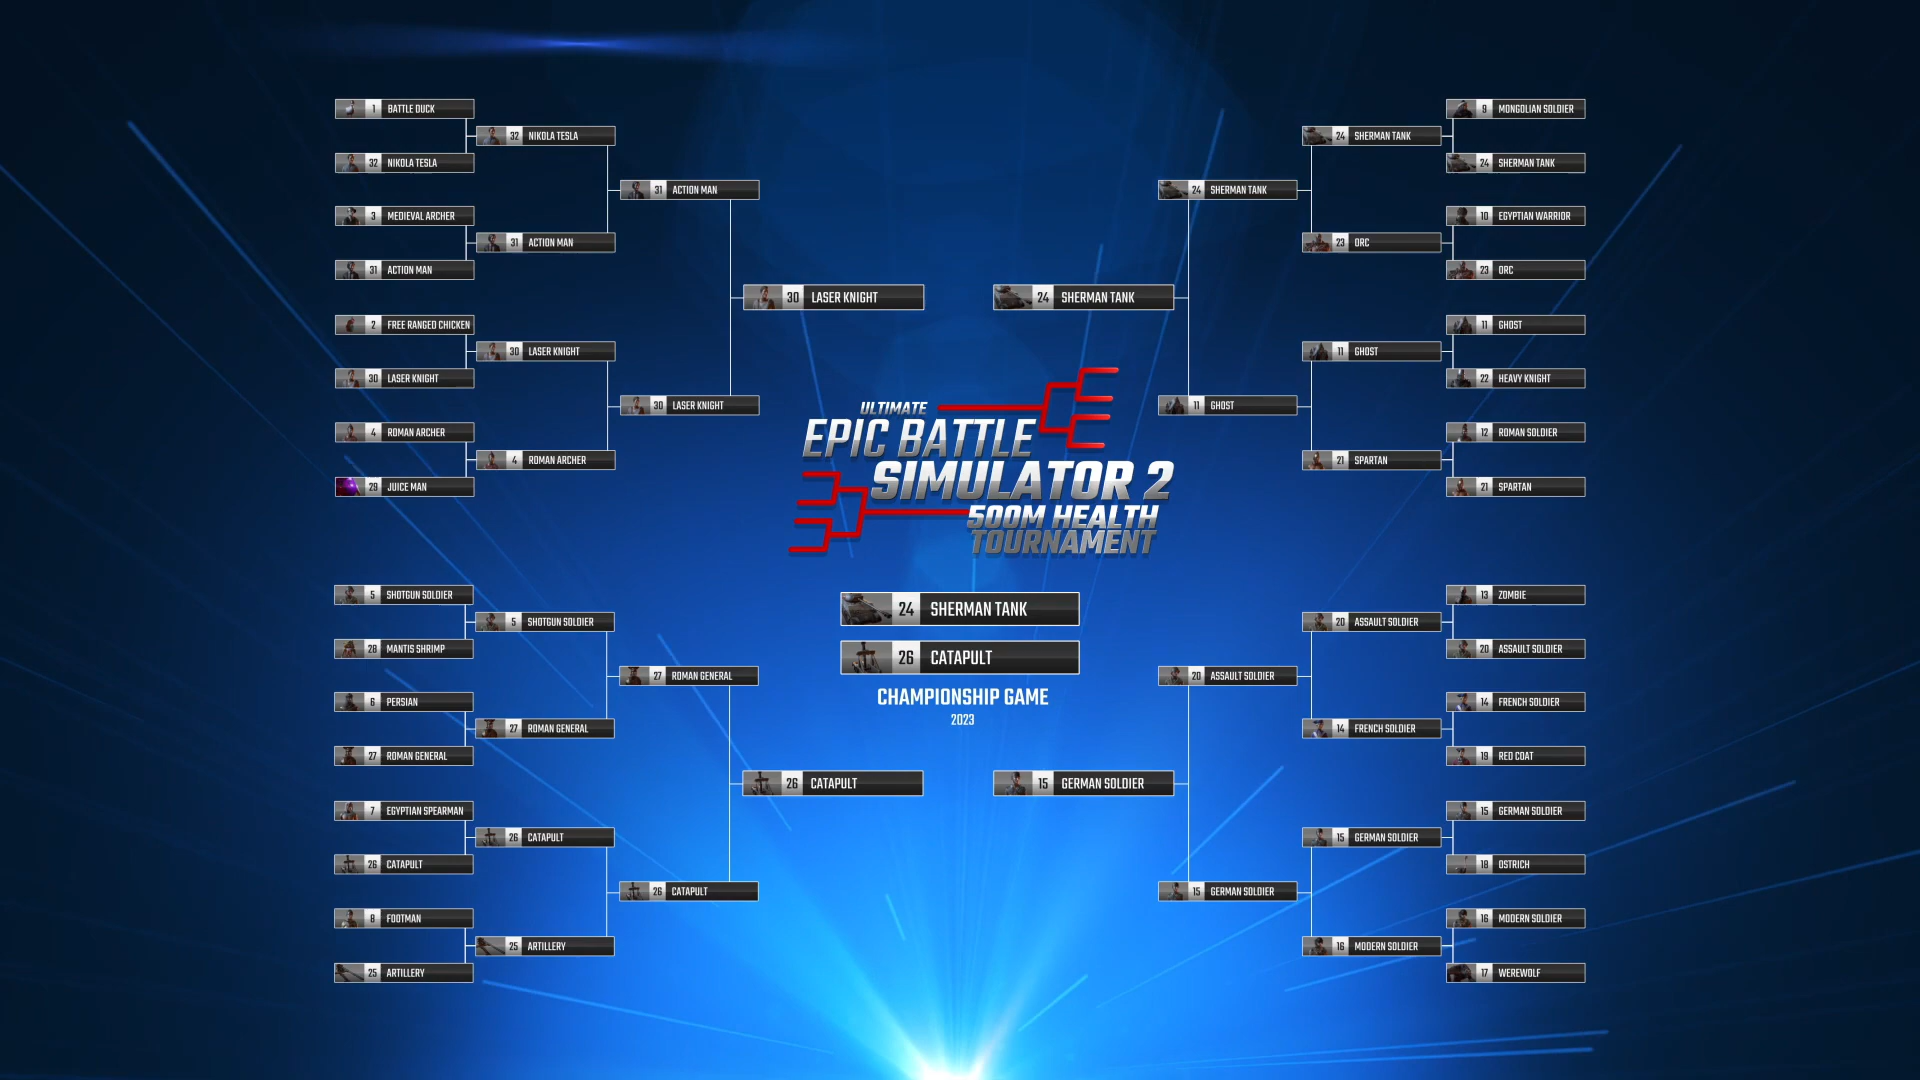 1 BATTLE DUCK
32 NIKOLA TESLA
3 MEDIEVAL ARCHER
31 ACTION MAN
2 FREE RANGED CHICKEN
30 LASER KNIGHT
4 ROMAN ARCHER
29 JUICE MAN
32 NIKOLA TESLA
31 ACTION MAN
30 LASER KNIGHT
4 ROMAN ARCHER
31 ACTION MAN
30 LASER KNIGHT
30 LASER KNIGHT
5 SHOTGUN SOLDIER
28 MANTIS SHRIMP
6 PERSIAN
27 ROMAN GENERAL
7 EGYPTIAN SPEARMAN
26 CATAPULT
8 FOOTMAN
25 ARTILLERY
5 SHOTGUN SOLDIER
27 ROMAN GENERAL
26 CATAPULT
25 ARTILLERY
27 ROMAN GENERAL
26 CATAPULT
26 CATAPULT
ULTIMATE
EPIC BATTLE
SIMULATOR 2
500M HEALTH
TOURNAMENT
24 SHERMAN TANK
26 CATAPULT
CHAMPIONSHIP GAME
2023
24 SHERMAN TANK
24 SHERMAN TANK
11 GHOST
24 SHERMAN TANK
23 ORC
11 GHOST
21 SPARTAN
9 MONGOLIAN SOLDIER
24 SHERMAN TANK
10 EGYPTIAN WARRIOR
23 ORC
11 GHOST
22 HEAVY KNIGHT
12 ROMAN SOLDIER
21 SPARTAN
15 GERMAN SOLDIER
20 ASSAULT SOLDIER
15 GERMAN SOLDIER
20 ASSAULT SOLDIER
14 FRENCH SOLDIER
15 GERMAN SOLDIER
16 MODERN SOLDIER
13 ZOMBIE
20 ASSAULT SOLDIER
14 FRENCH SOLDIER
19 RED COAT
15 GERMAN SOLDIER
18 OSTRICH
16 MODERN SOLDIER
17 WEREWOLF